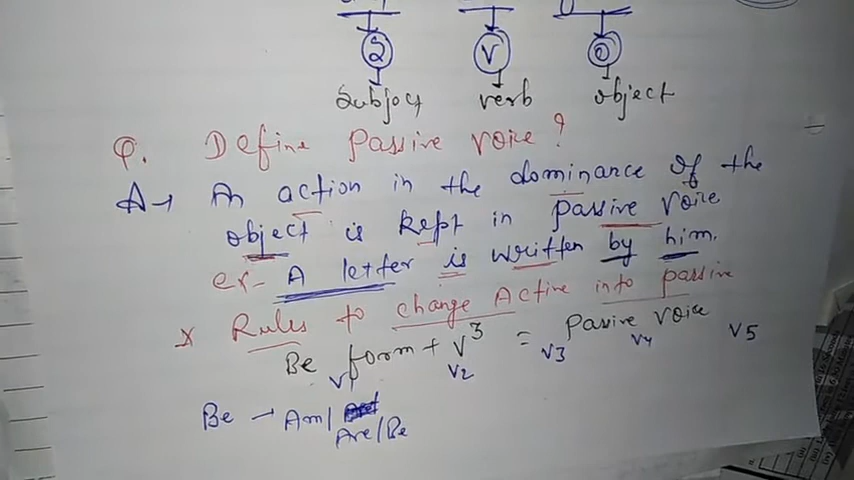 S V O
Subject verb object
Q. Define Passive Voice?
A→ An action in the dominance of the
object is kept in passive voice
ex- A letter is written by him.
x Rules to change Active into passive
Be form + V3 = Passive voice
V1 V2 V3 V4 V5
Be → Am/
Are/Be